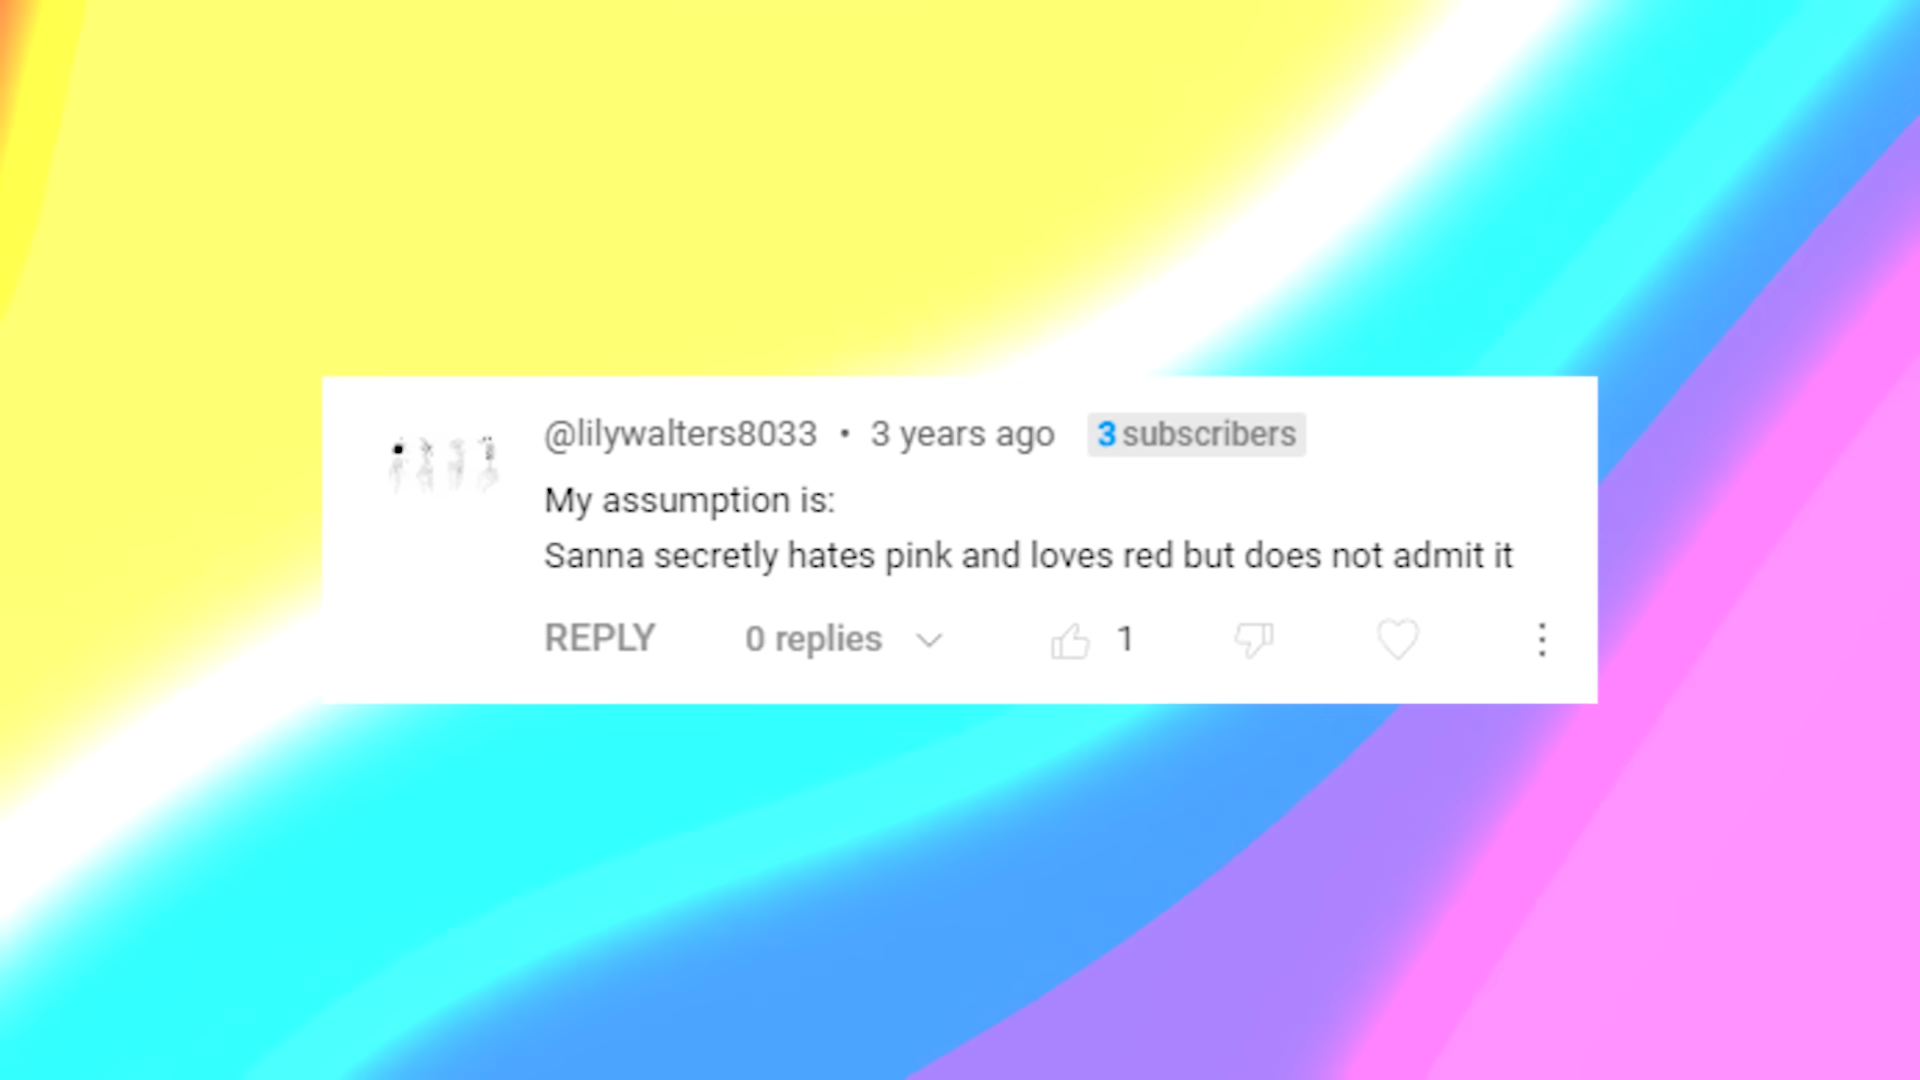 @lilywalters8033 • 3 years ago 3 subscribers
My assumption is:
Sanna secretly hates pink and loves red but does not admit it
REPLY 0 replies 1